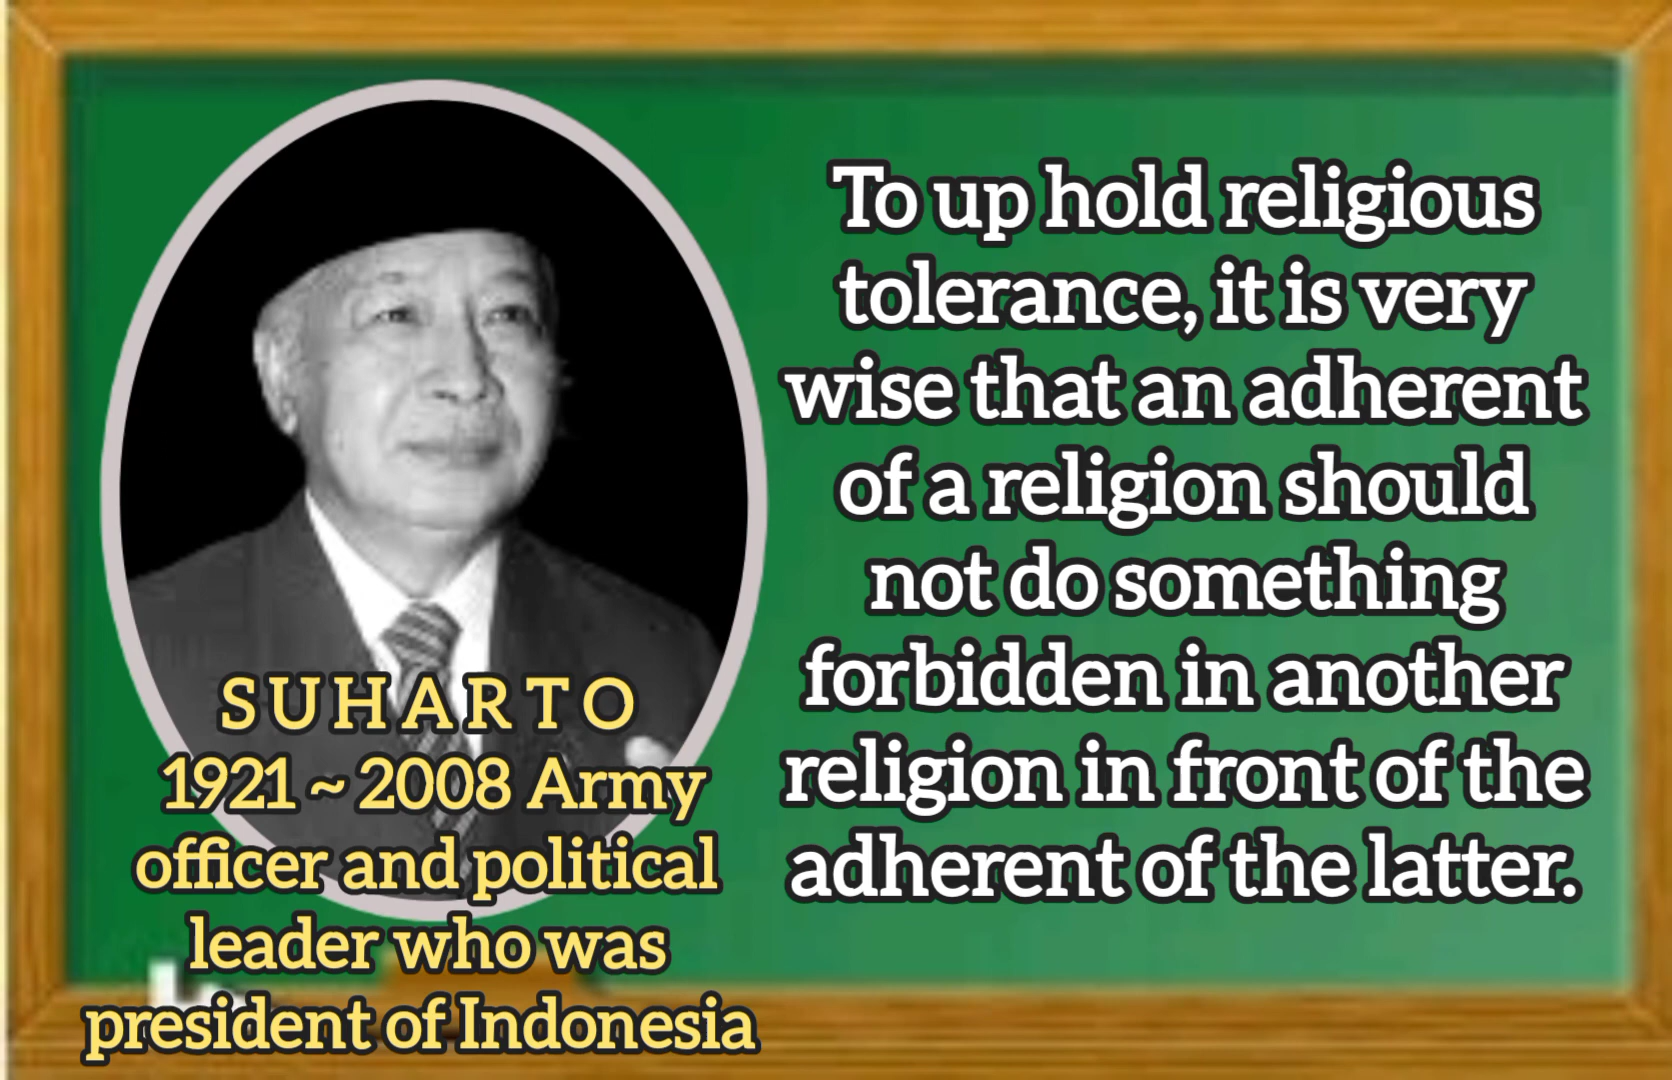 To up hold religious
tolerance, it is very
wise that an adherent
of a religion should
not do something
forbidden in another
religion in front of the
adherent of the latter.
SUHARTO
1921 ~ 2008 Army
officer and political
leader who was
president of Indonesia